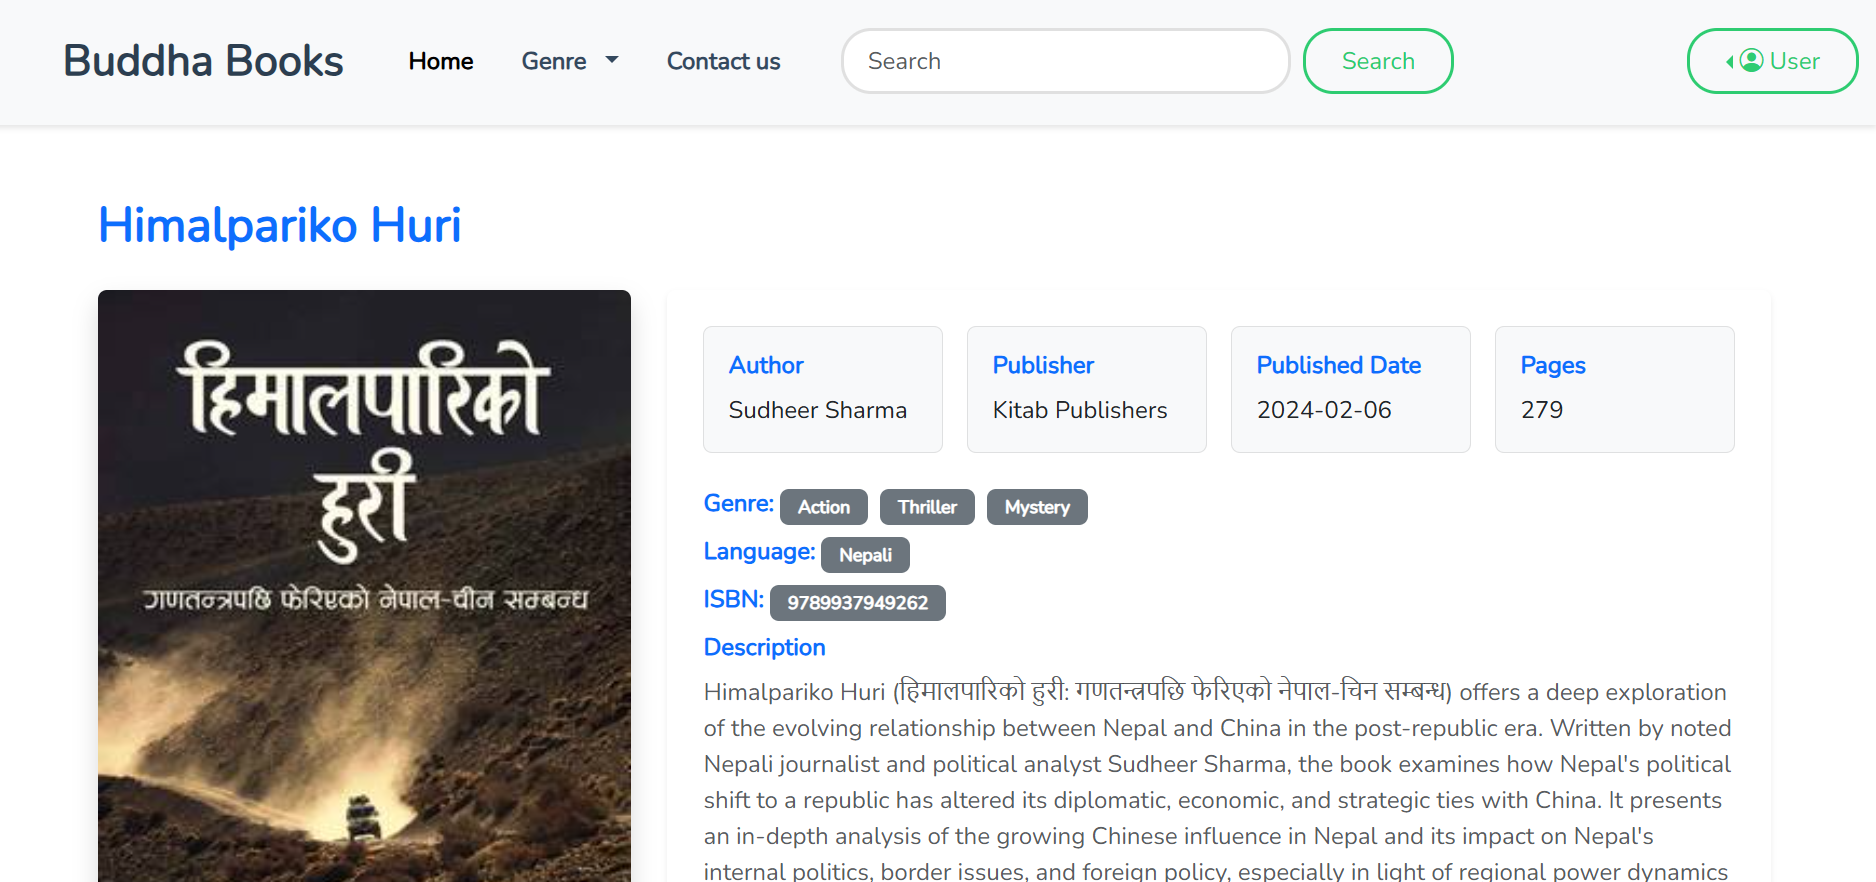 Buddha Books
Home
Genre
Contact us
Search
Search
User
Himalpariko Huri
हिमालपारिको
हुरी
गणतन्त्रपछि फेरिएको नेपाल-चीन सम्बन्ध
Author
Sudheer Sharma
Publisher
Kitab Publishers
Published Date
2024-02-06
Pages
279
Genre: Action Thriller Mystery
Language: Nepali
ISBN: 9789937949262
Description
Himalpariko Huri (हिमालपारिको हुरी: गणतन्त्रपछि फेरिएको नेपाल-चिन सम्बन्ध) offers a deep exploration
of the evolving relationship between Nepal and China in the post-republic era. Written by noted
Nepali journalist and political analyst Sudheer Sharma, the book examines how Nepal's political
shift to a republic has altered its diplomatic, economic, and strategic ties with China. It presents
an in-depth analysis of the growing Chinese influence in Nepal and its impact on Nepal's
internal politics, border issues, and foreign policy, especially in light of regional power dynamics